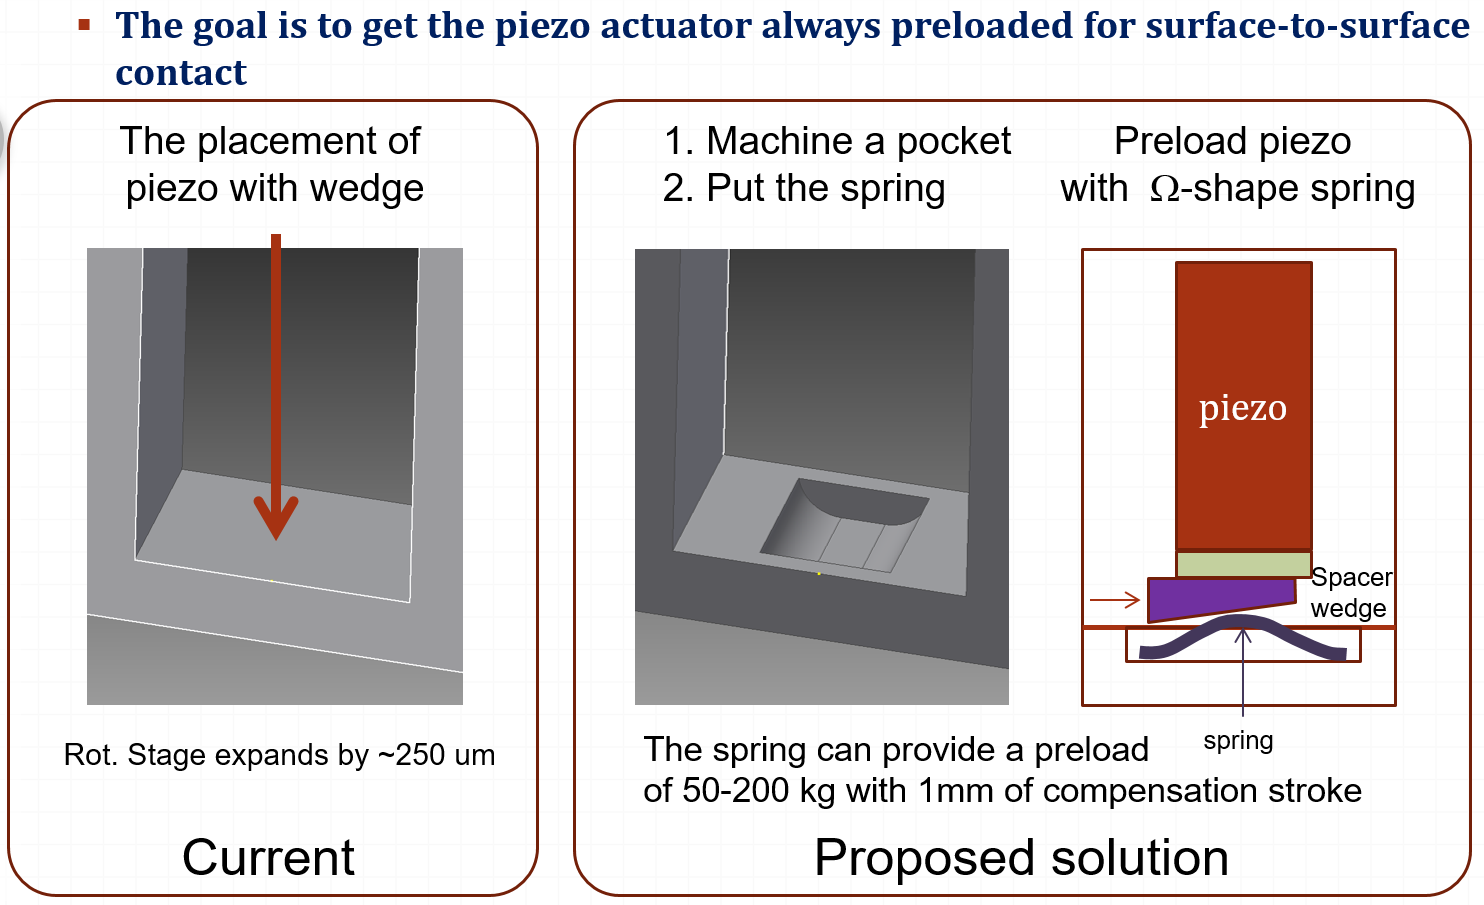 ▪ The goal is to get the piezo actuator always preloaded for surface-to-surface
contact
The placement of
piezo with wedge
Rot. Stage expands by ~250 um
Current
1. Machine a pocket
2. Put the spring
Preload piezo
with Ω-shape spring
piezo
Spacer
wedge
spring
The spring can provide a preload
of 50-200 kg with 1mm of compensation stroke
Proposed solution